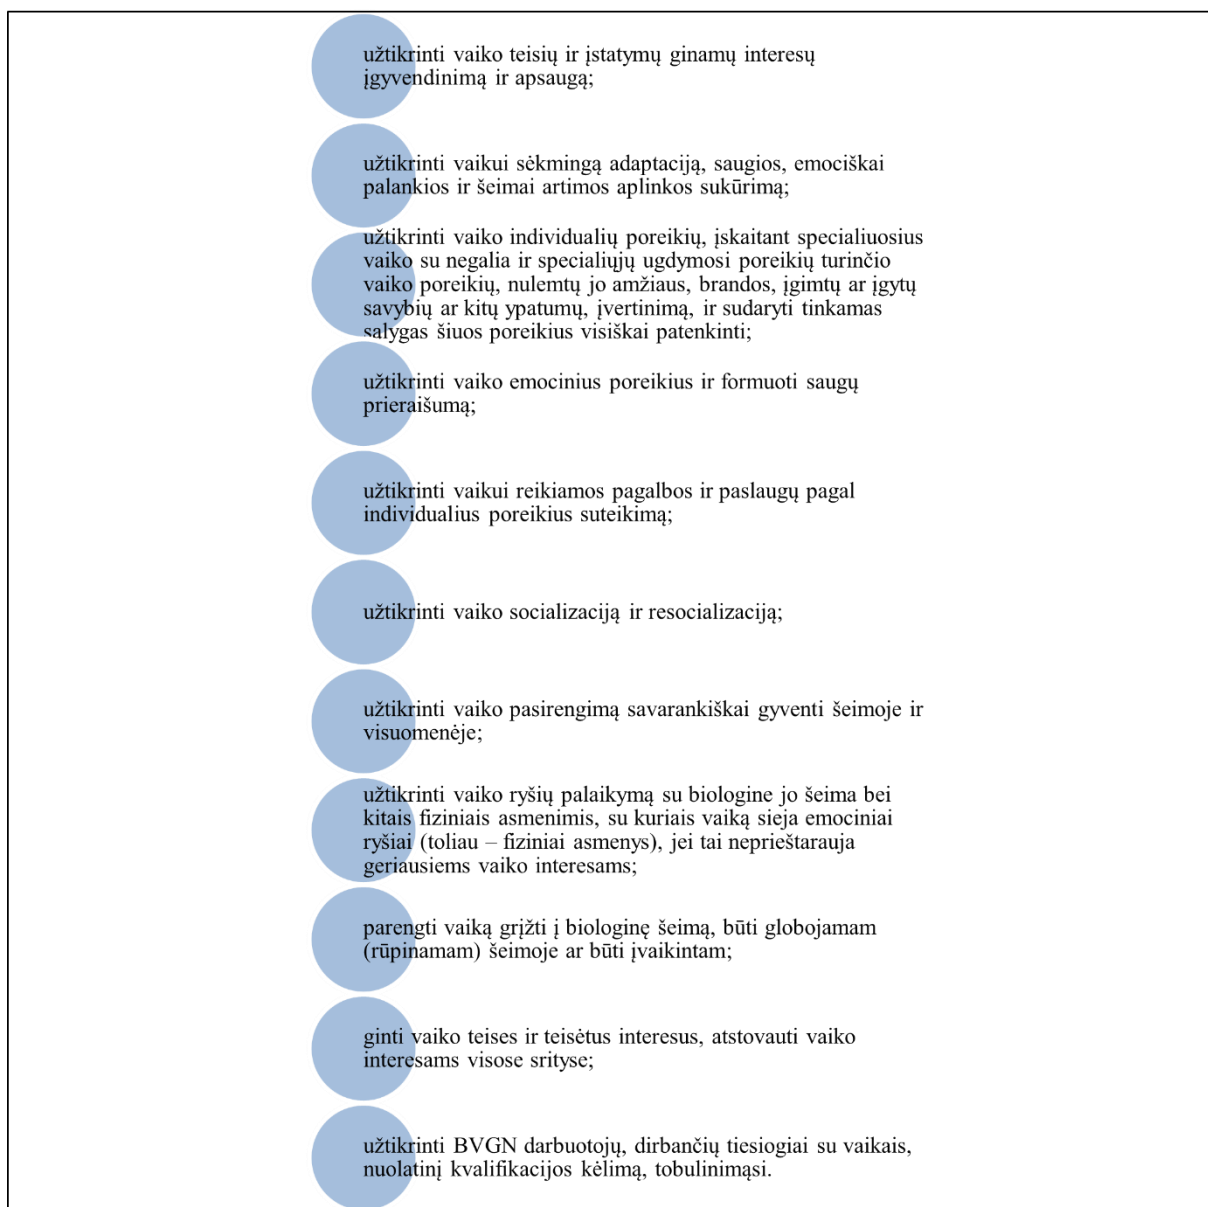 užtikrinti vaiko teisių ir įstatymų ginamų interesų
įgyvendinimą ir apsaugą;
užtikrinti vaikui sėkmingą adaptaciją, saugios, emociškai
palankios ir šeimai artimos aplinkos sukūrimą;
užtikrinti vaiko individualių poreikių, įskaitant specialiuosius
vaiko su negalia ir specialiųjų ugdymosi poreikių turinčio
vaiko poreikių, nulemtų jo amžiaus, brandos, įgimtų ar įgytų
savybių ar kitų ypatumų, įvertinimą, ir sudaryti tinkamas
sąlygas šiuos poreikius visiškai patenkinti;
užtikrinti vaiko emocinius poreikius ir formuoti saugų
prieraišumą;
užtikrinti vaikui reikiamos pagalbos ir paslaugų pagal
individualius poreikius suteikimą;
užtikrinti vaiko socializaciją ir resocializaciją;
užtikrinti vaiko pasirengimą savarankiškai gyventi šeimoje ir
visuomenėje;
užtikrinti vaiko ryšių palaikymą su biologine jo šeima bei
kitais fiziniais asmenimis, su kuriais vaiką sieja emociniai
ryšiai (toliau – fiziniai asmenys), jei tai neprieštarauja
geriausiems vaiko interesams;
parengti vaiką grįžti į biologinę šeimą, būti globojamam
(rūpinamam) šeimoje ar būti įvaikintam;
ginti vaiko teises ir teisėtus interesus, atstovauti vaiko
interesams visose srityse;
užtikrinti BVGN darbuotojų, dirbančių tiesiogiai su vaikais,
nuolatinį kvalifikacijos kėlimą, tobulinimąsi.